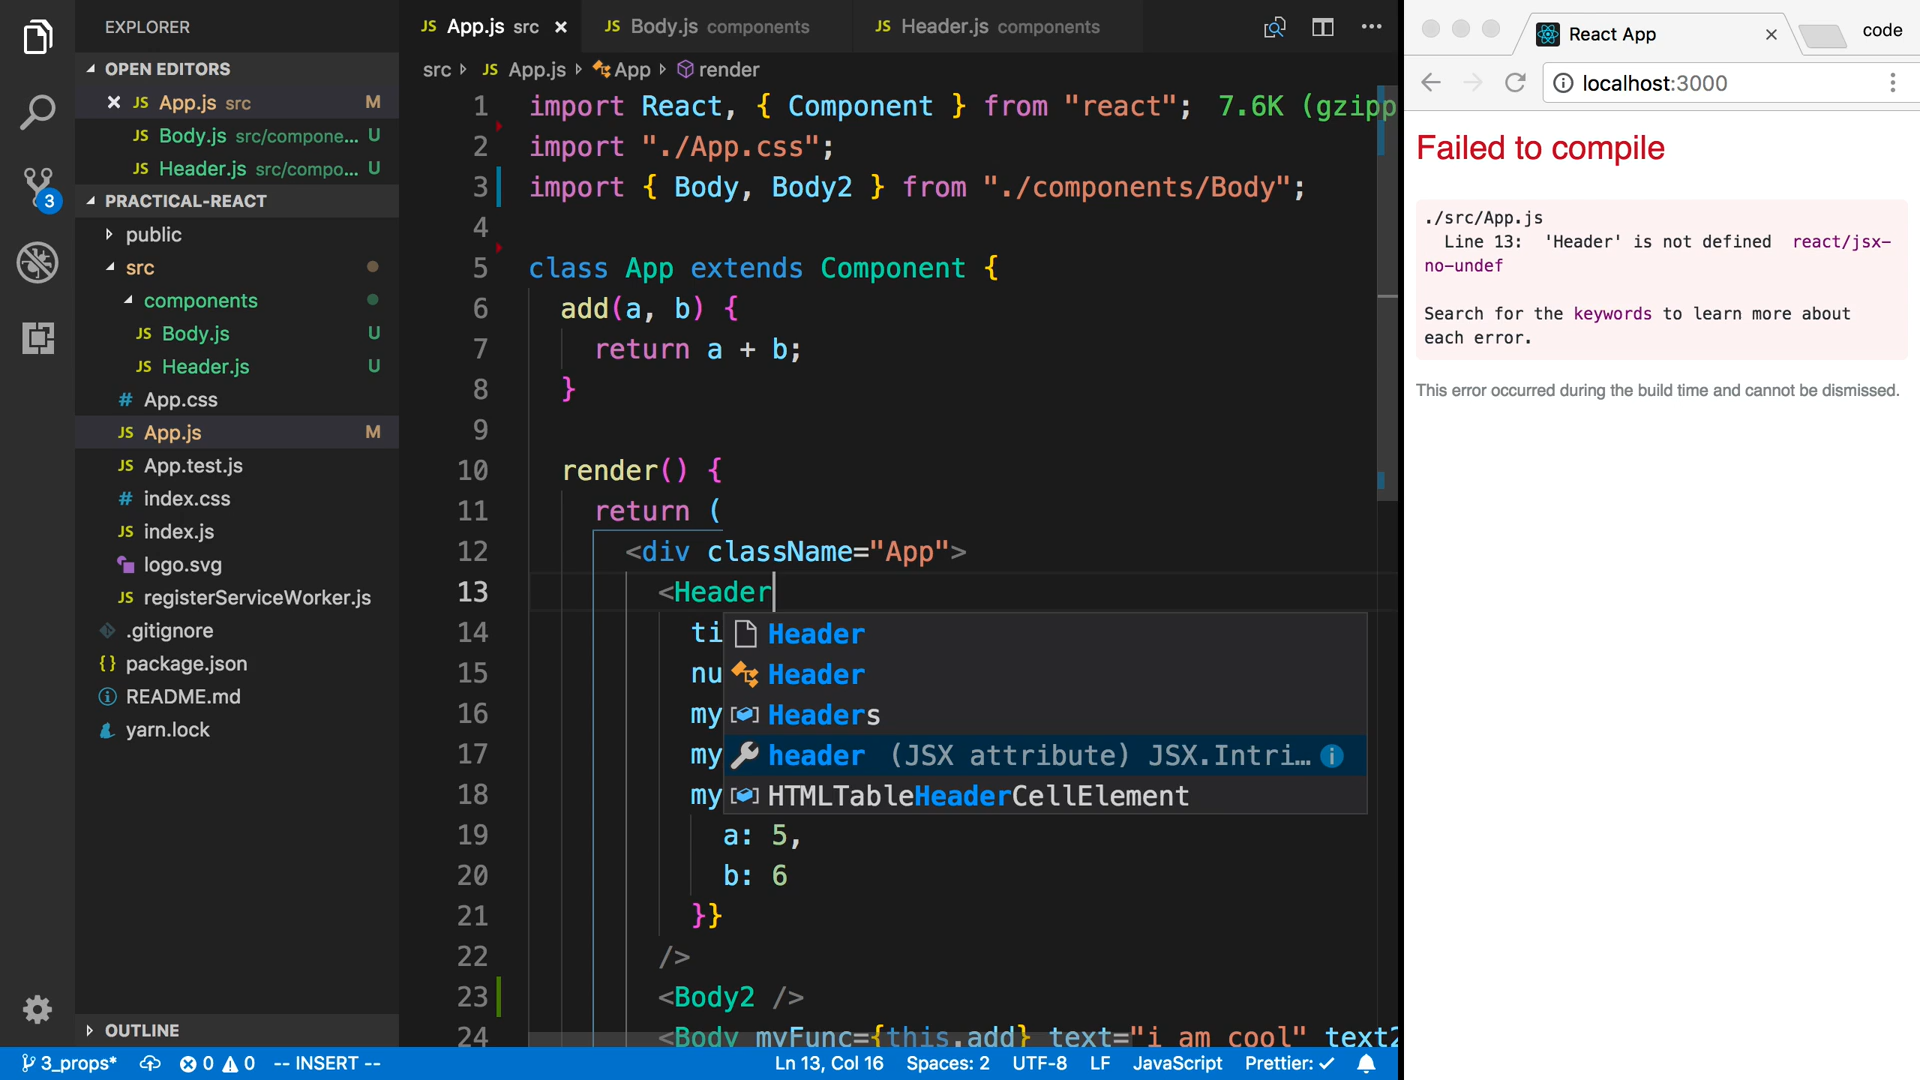 EXPLORER
OPEN EDITORS
JS App.js src M
JS Body.js src/compone... U
JS Header.js src/compo... U
3
PRACTICAL-REACT
public
src
components
JS Body.js U
JS Header.js U
# App.css
JS App.js M
JS App.test.js
# index.css
JS index.js
logo.svg
JS registerServiceWorker.js
.gitignore
{} package.json
README.md
yarn.lock
OUTLINE
JS App.js src
JS Body.js components
JS Header.js components
src JS App.js App render
1 import React, { Component } from "react"; 7.6K (gzipp
2 import "./App.css";
3 import { Body, Body2 } from "./components/Body";
4
5 class App extends Component {
6 add(a, b) {
7 return a + b;
8 }
9
10 render() {
11 return (
12 <div className="App">
13 <Header
14 ti
15 nu
16 my
17 my
18 my
Header
Header
Headers
header (JSX attribute) JSX.Intri...
HTMLTableHeaderCellElement
19 a: 5,
20 b: 6
21 }}
22 />
23 <Body2 />
24 <Body myFunc={this.add} text="i am cool" text2
3_props* 0 0 -- INSERT -- Ln 13, Col 16 Spaces: 2 UTF-8 LF JavaScript Prettier: ✓
React App
code
localhost:3000
Failed to compile
./src/App.js
Line 13: 'Header' is not defined react/jsx-
no-undef
Search for the keywords to learn more about
each error.
This error occurred during the build time and cannot be dismissed.